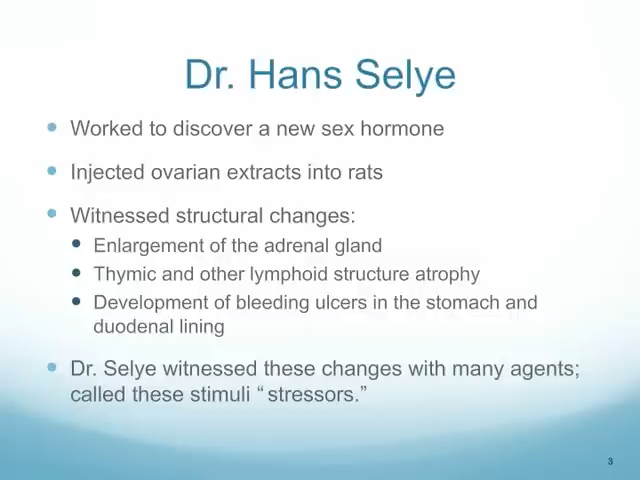 Dr. Hans Selye
• Worked to discover a new sex hormone
• Injected ovarian extracts into rats
• Witnessed structural changes:
• Enlargement of the adrenal gland
• Thymic and other lymphoid structure atrophy
• Development of bleeding ulcers in the stomach and
duodenal lining
• Dr. Selye witnessed these changes with many agents;
called these stimuli “stressors.”
3